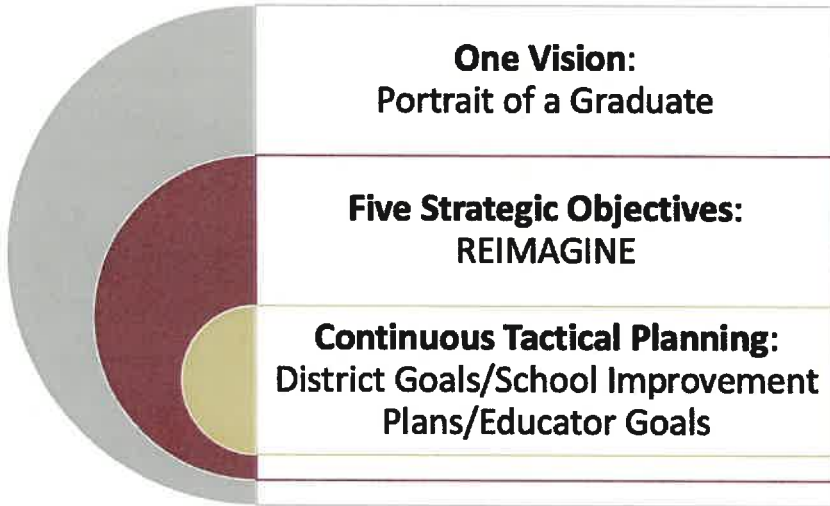 One Vision:
Portrait of a Graduate
Five Strategic Objectives:
REIMAGINE
Continuous Tactical Planning:
District Goals/School Improvement
Plans/Educator Goals